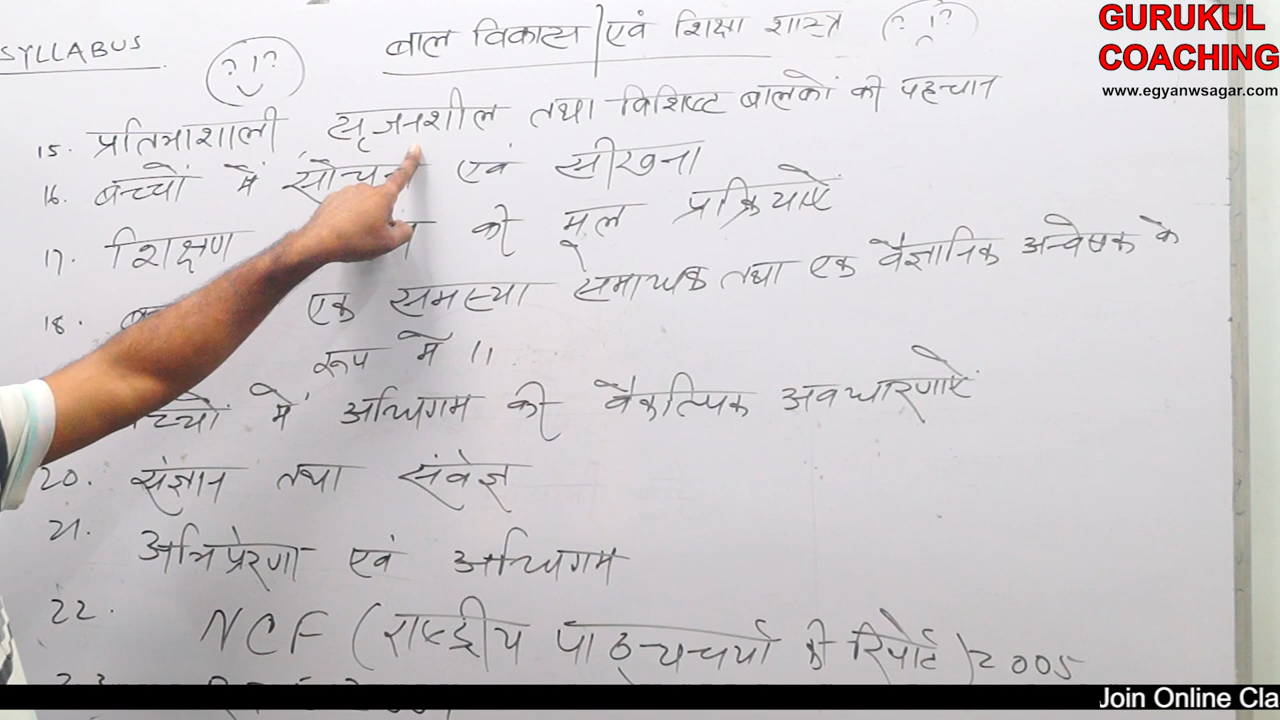 SYLLABUS
बाल विकास एवं शिक्षा शास्त्र
? ! ?
? ! ?
GURUKUL
COACHING
www.egyanwsagar.com
15. प्रतिभाशाली, सृजनशील तथा विशिष्ट बालकों की पहचान
16. बच्चों में सोचना एवं सीखना
17. शिक्षण की मूल प्रक्रियाऐं
18. एक समस्या समाधक तथा एक वैज्ञानिक अन्वेषक के
रूप में ।।
बच्चों में अधिगम की वैकल्पिक अवधारणाऐं
20. संज्ञान तथा संवेज्ञ
21.
अभिप्रेरणा एवं अधिगम
22.
NCF (राष्ट्रीय पाठ्यचर्या की रिपोर्ट) 2005
Join Online Cla